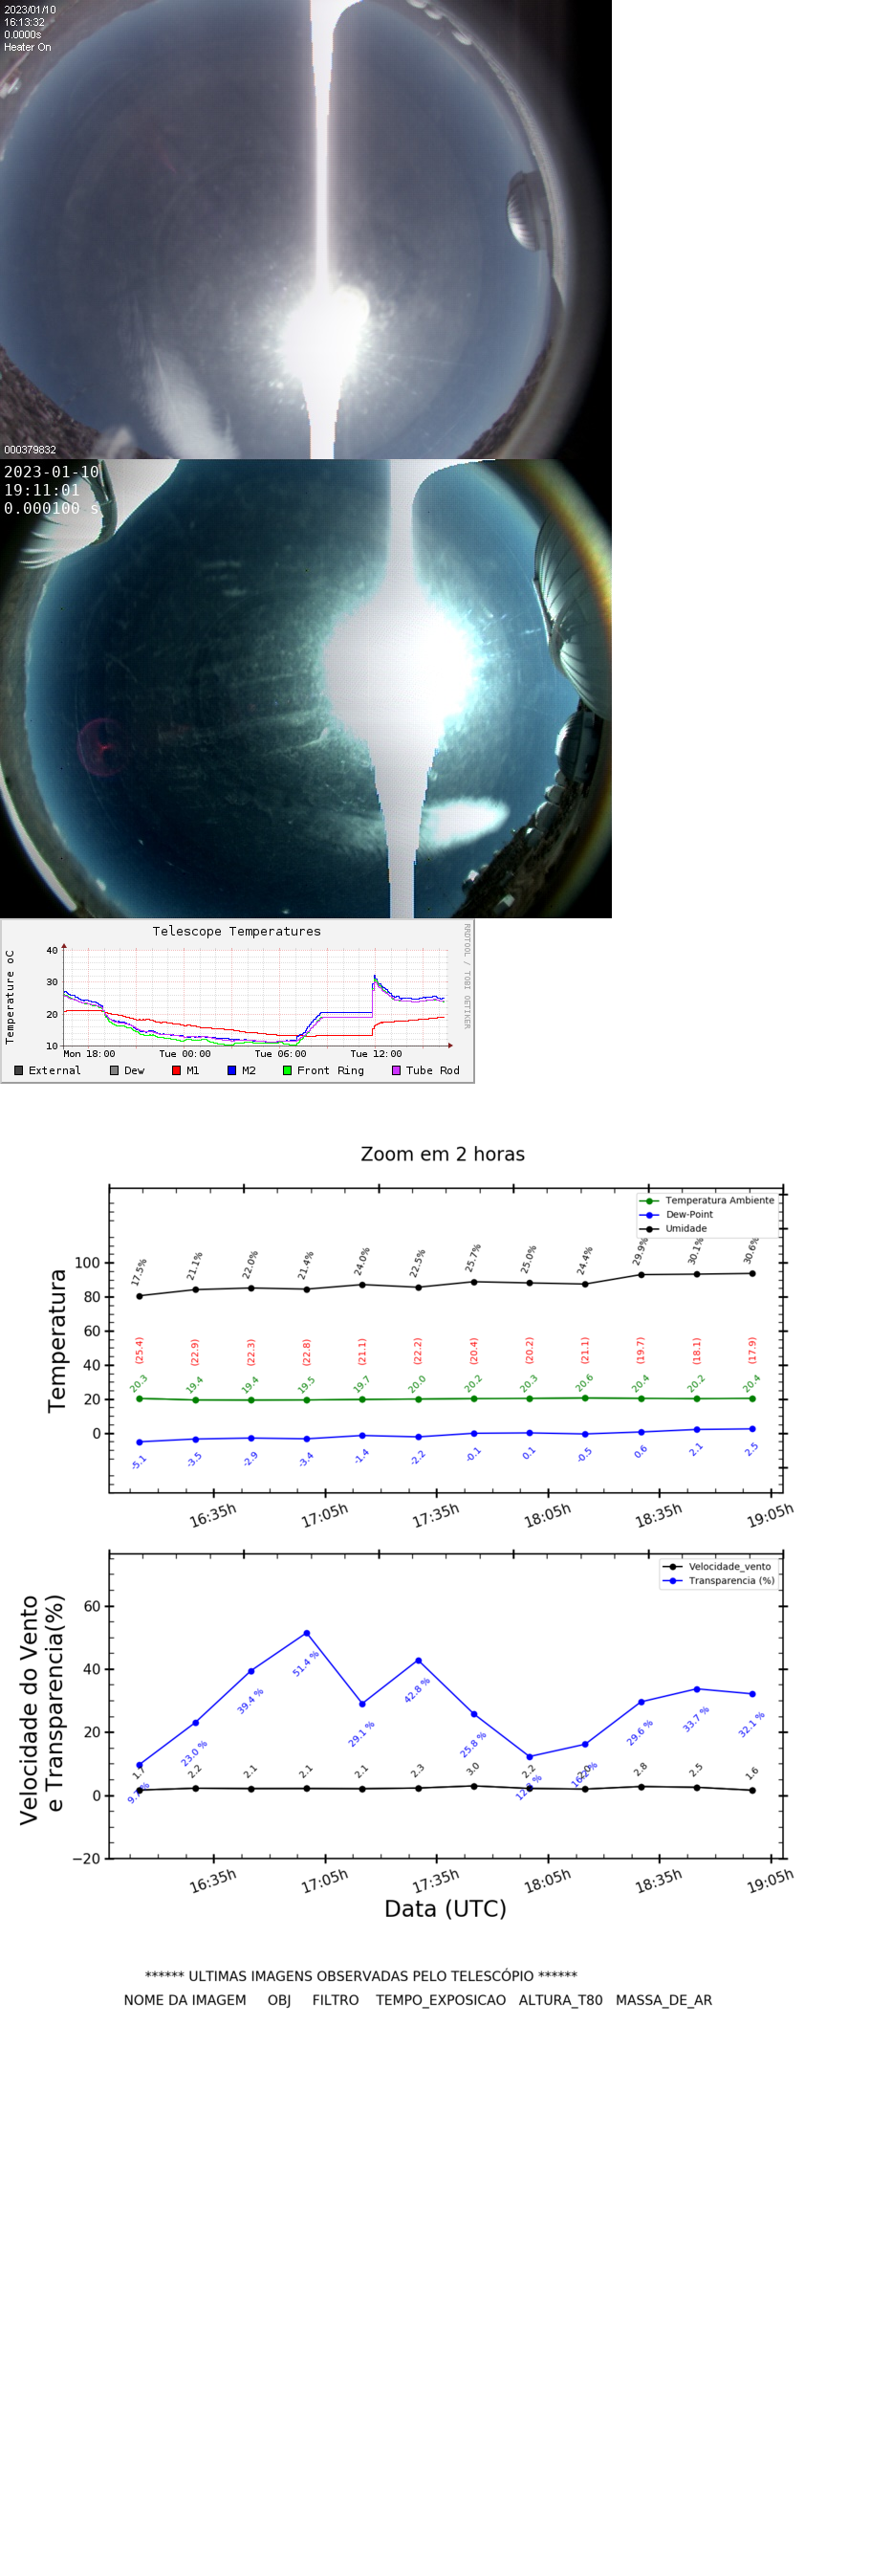 2023/01/10
16:13:32
0.0000s
Heater On
000379832
2023-01-10
19:11:01
0.000100 s
Telescope Temperatures
RRDTOOL / TOBI OETIKER
Temperature oC
40
30
20
10
Mon 18:00 Tue 00:00 Tue 06:00 Tue 12:00
External Dew M1 M2 Front Ring Tube Rod
Zoom em 2 horas
Temperatura Ambiente
Dew-Point
Umidade
Temperatura
100
80
60
40
20
0
17.5% 21.1% 22.0% 21.4% 24.0% 22.5% 25.7% 25.0% 24.4% 29.9% 30.1% 30.6%
(25.4) (22.9) (22.3) (22.8) (21.1) (22.2) (20.4) (20.2) (21.1) (19.7) (18.1) (17.9)
20.3 19.4 19.4 19.5 19.7 20.0 20.2 20.3 20.6 20.4 20.2 20.4
-5.1 -3.5 -2.9 -3.4 -1.4 -2.2 -0.1 0.1 -0.5 0.6 2.1 2.5
16:35h 17:05h 17:35h 18:05h 18:35h 19:05h
Velocidade_vento
Transparencia (%)
Velocidade do Vento
e Transparencia(%)
60
40
20
0
−20
23.0 % 39.4 % 51.4 % 29.1 % 42.8 % 25.8 % 29.6 % 33.7 % 32.1 %
1.7 2.2 2.1 2.1 2.1 2.3 3.0 2.2 2.8 2.5 1.6
16:35h 17:05h 17:35h 18:05h 18:35h 19:05h
Data (UTC)
****** ULTIMAS IMAGENS OBSERVADAS PELO TELESCÓPIO ******
NOME DA IMAGEM OBJ FILTRO TEMPO_EXPOSICAO ALTURA_T80 MASSA_DE_AR